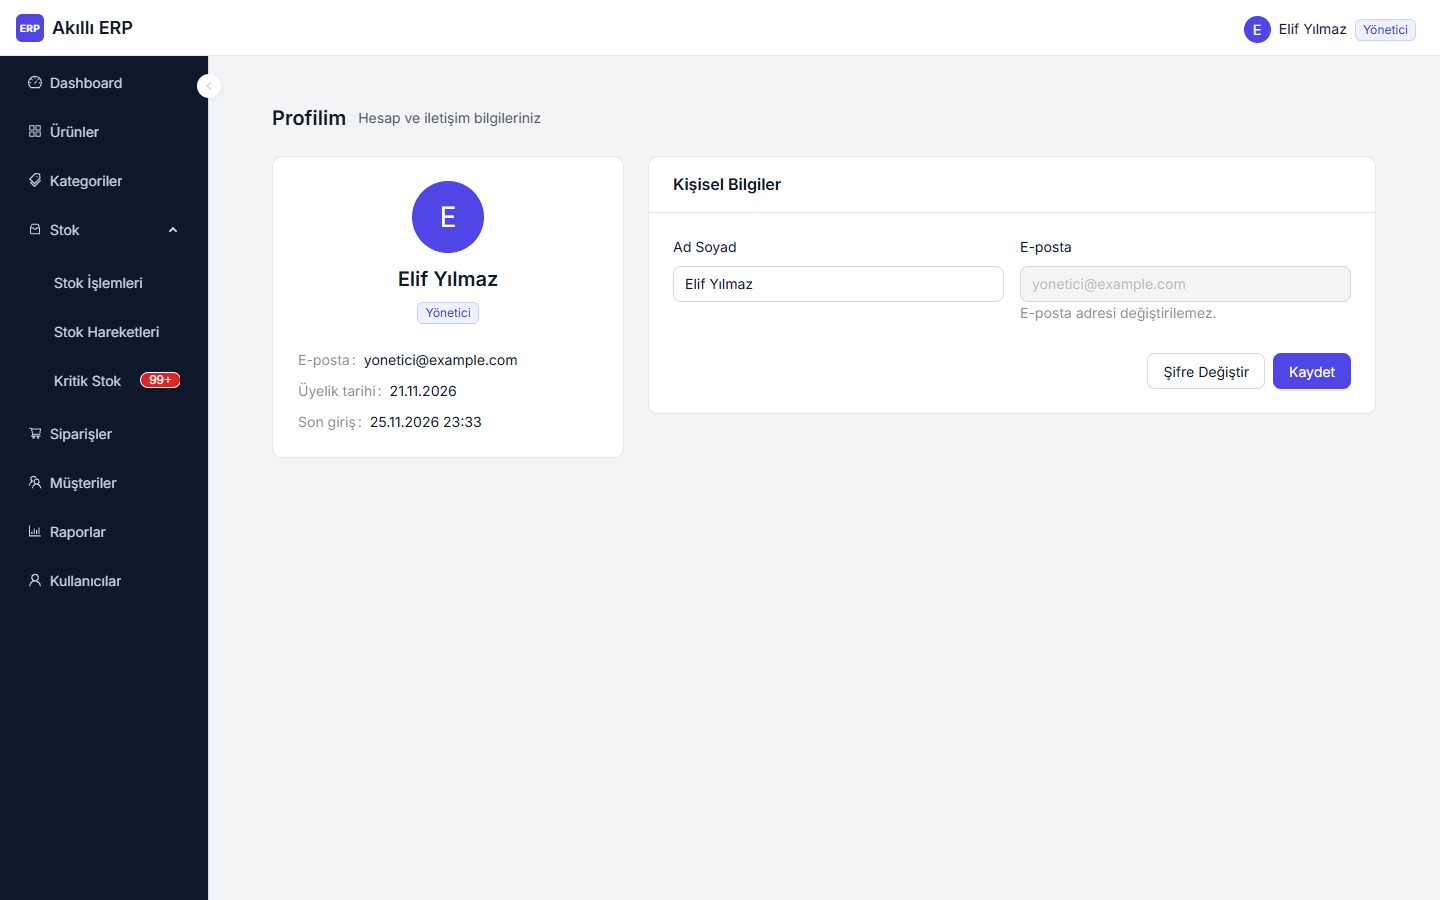 ERP Akıllı ERP
E Elif Yılmaz Yönetici
Dashboard
Ürünler
Kategoriler
Stok
Stok İşlemleri
Stok Hareketleri
Kritik Stok 99+
Siparişler
Müşteriler
Raporlar
Kullanıcılar
Profilim Hesap ve iletişim bilgileriniz
E
Elif Yılmaz
Yönetici
E-posta: yonetici@example.com
Üyelik tarihi: 21.11.2026
Son giriş: 25.11.2026 23:33
Kişisel Bilgiler
Ad Soyad
Elif Yılmaz
E-posta
yonetici@example.com
E-posta adresi değiştirilemez.
Şifre Değiştir Kaydet